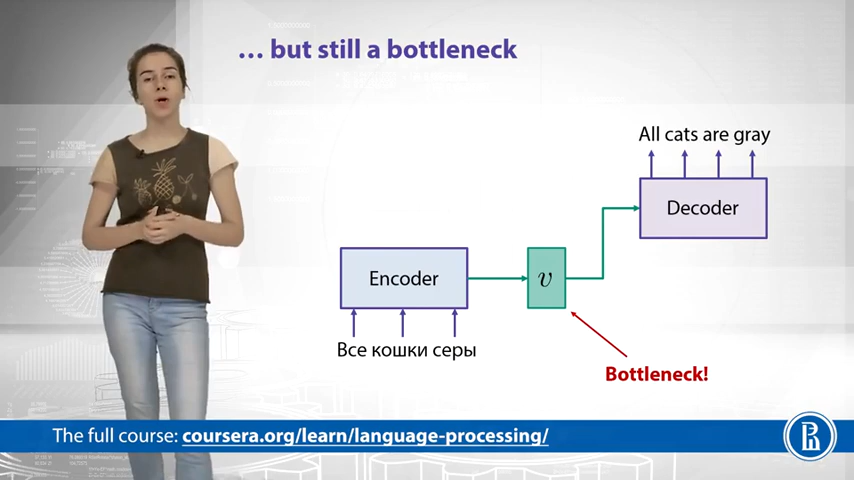 … but still a bottleneck
All cats are gray
Decoder
Encoder
v
Все кошки серы
Bottleneck!
The full course: coursera.org/learn/language-processing/